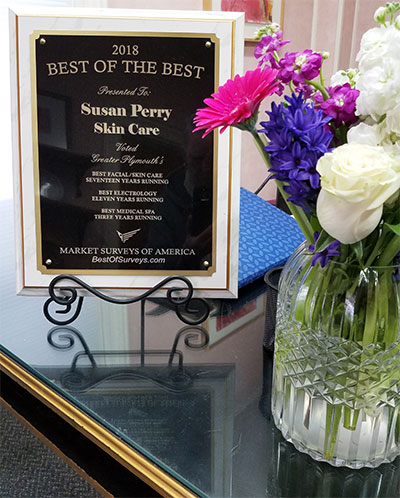 2018
BEST OF THE BEST
Presented To:
Susan Perry
Skin Care
Voted
Greater Plymouth's
BEST FACIAL/SKIN CARE
SEVENTEEN YEARS RUNNING
BEST ELECTROLOGY
ELEVEN YEARS RUNNING
BEST MEDICAL SPA
THREE YEARS RUNNING
MARKET SURVEYS OF AMERICA
BestOfSurveys.com